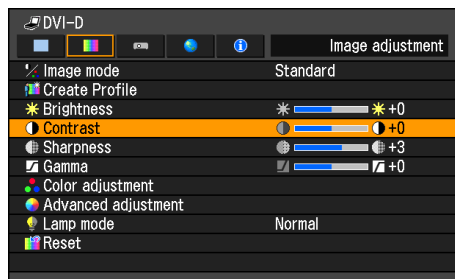 DVI-D
Image adjustment
Image mode Standard
Create Profile
Brightness +0
Contrast +0
Sharpness +3
Gamma +0
Color adjustment
Advanced adjustment
Lamp mode Normal
Reset